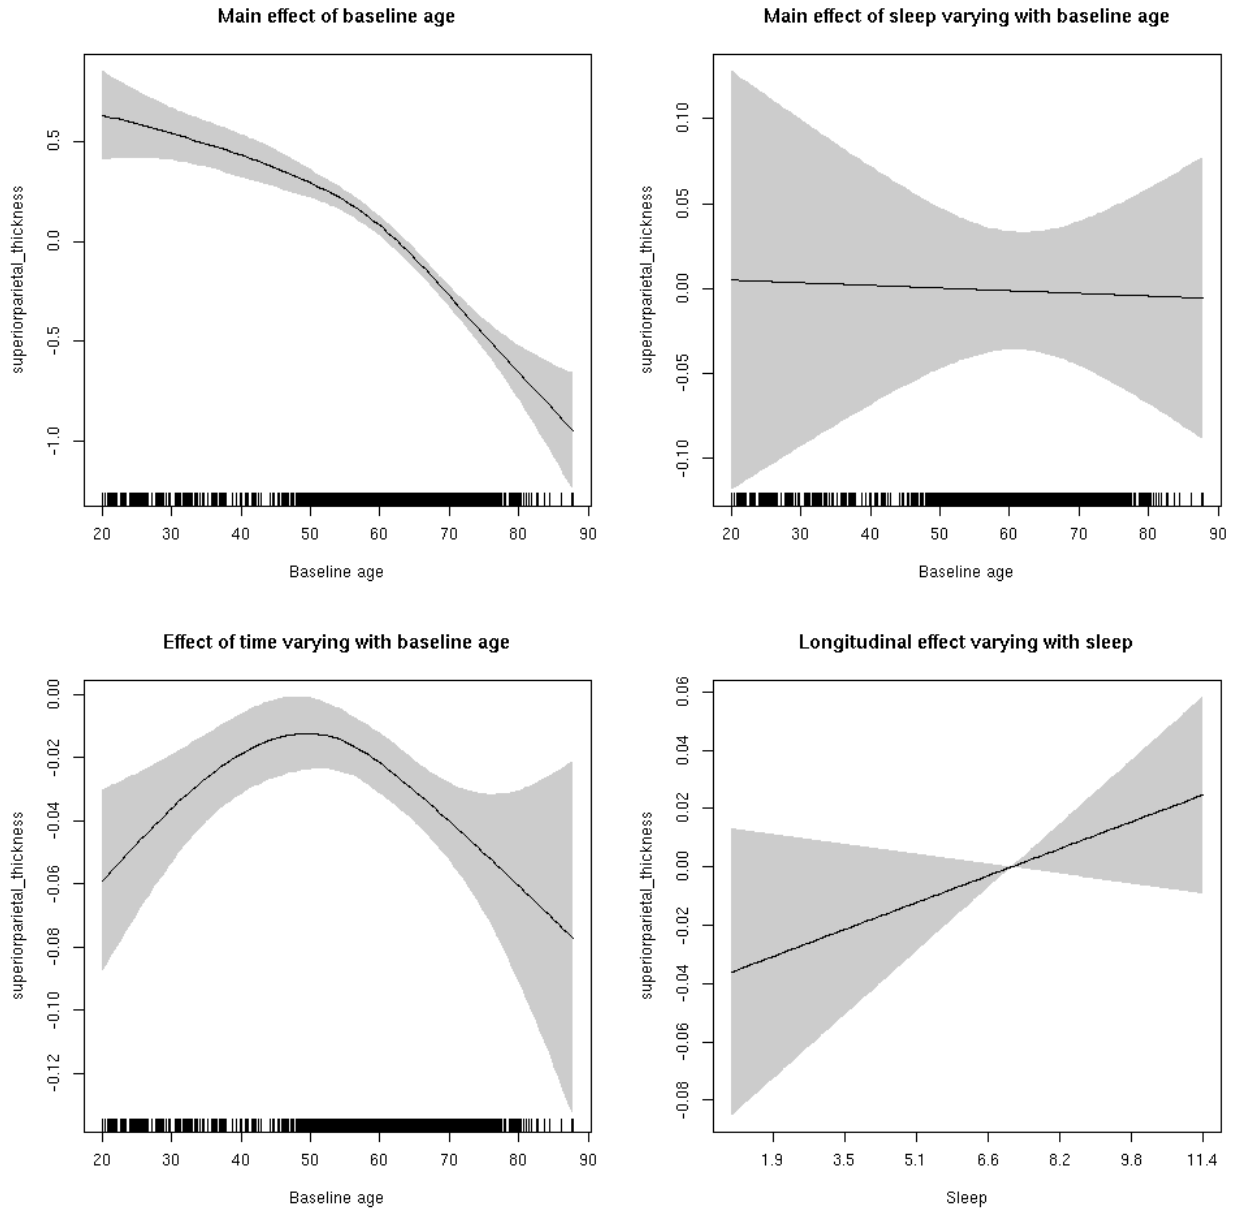 Main effect of baseline age
superiorparietal_thickness
0.5
0.0
-0.5
-1.0
20 30 40 50 60 70 80 90
Baseline age
Main effect of sleep varying with baseline age
superiorparietal_thickness
0.10
0.05
0.00
-0.05
-0.10
20 30 40 50 60 70 80 90
Baseline age
Effect of time varying with baseline age
superiorparietal_thickness
0.00
-0.02
-0.04
-0.06
-0.08
-0.10
-0.12
20 30 40 50 60 70 80 90
Baseline age
Longitudinal effect varying with sleep
superiorparietal_thickness
0.06
0.04
0.02
0.00
-0.02
-0.04
-0.06
-0.08
1.9 3.5 5.1 6.6 8.2 9.8 11.4
Sleep